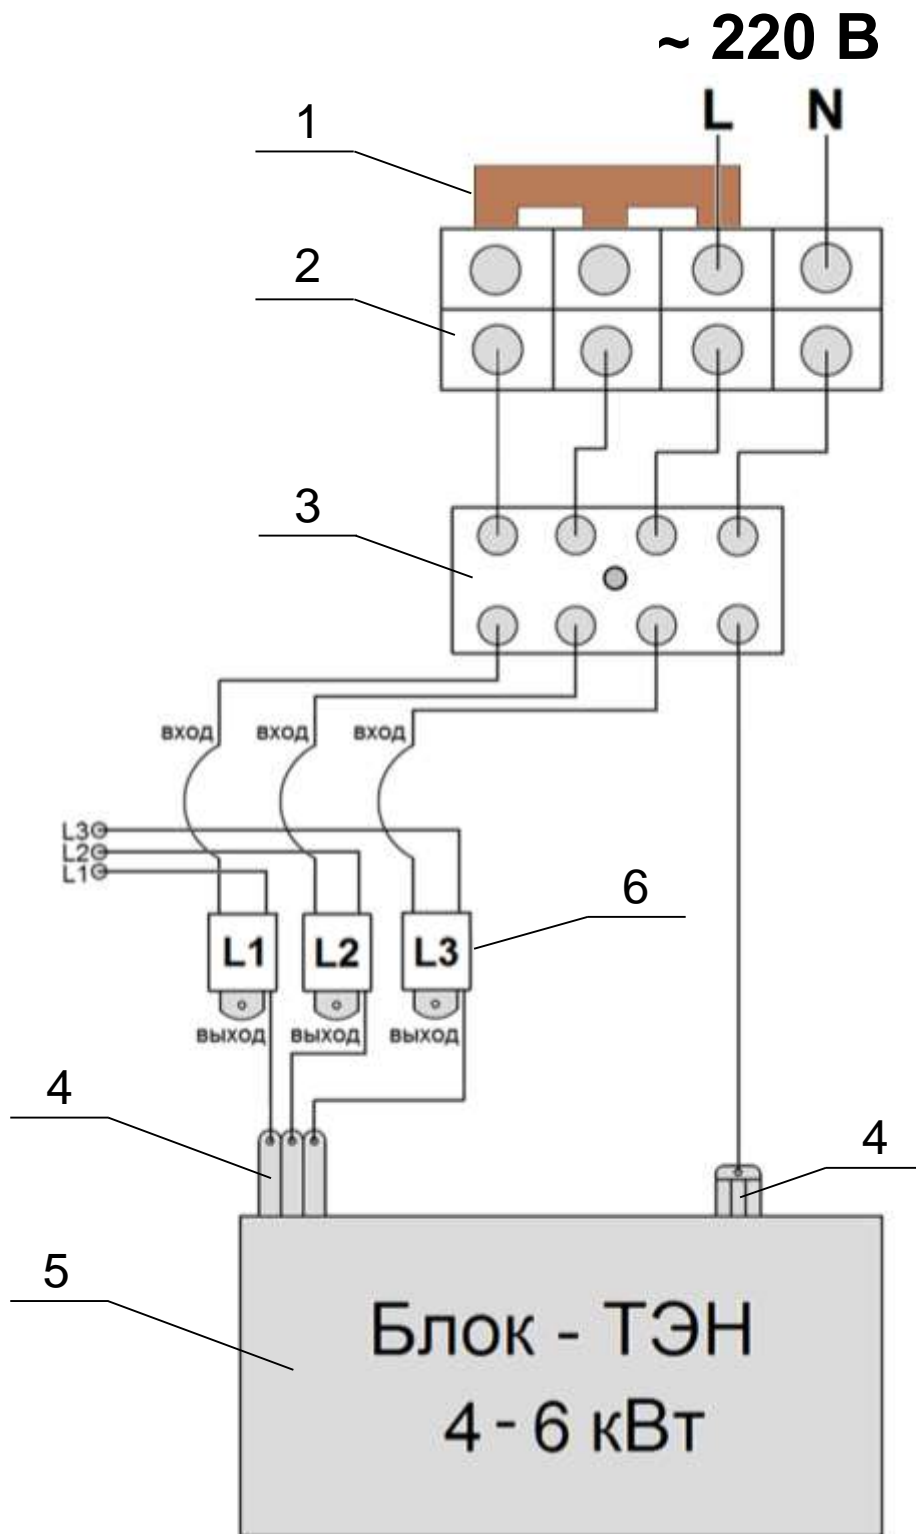 ~ 220 В
L N
1
2
3
вход вход вход
L3
L2
L1
6
L1 L2 L3
выход выход выход
4
4
5
Блок - ТЭН
4 - 6 кВт